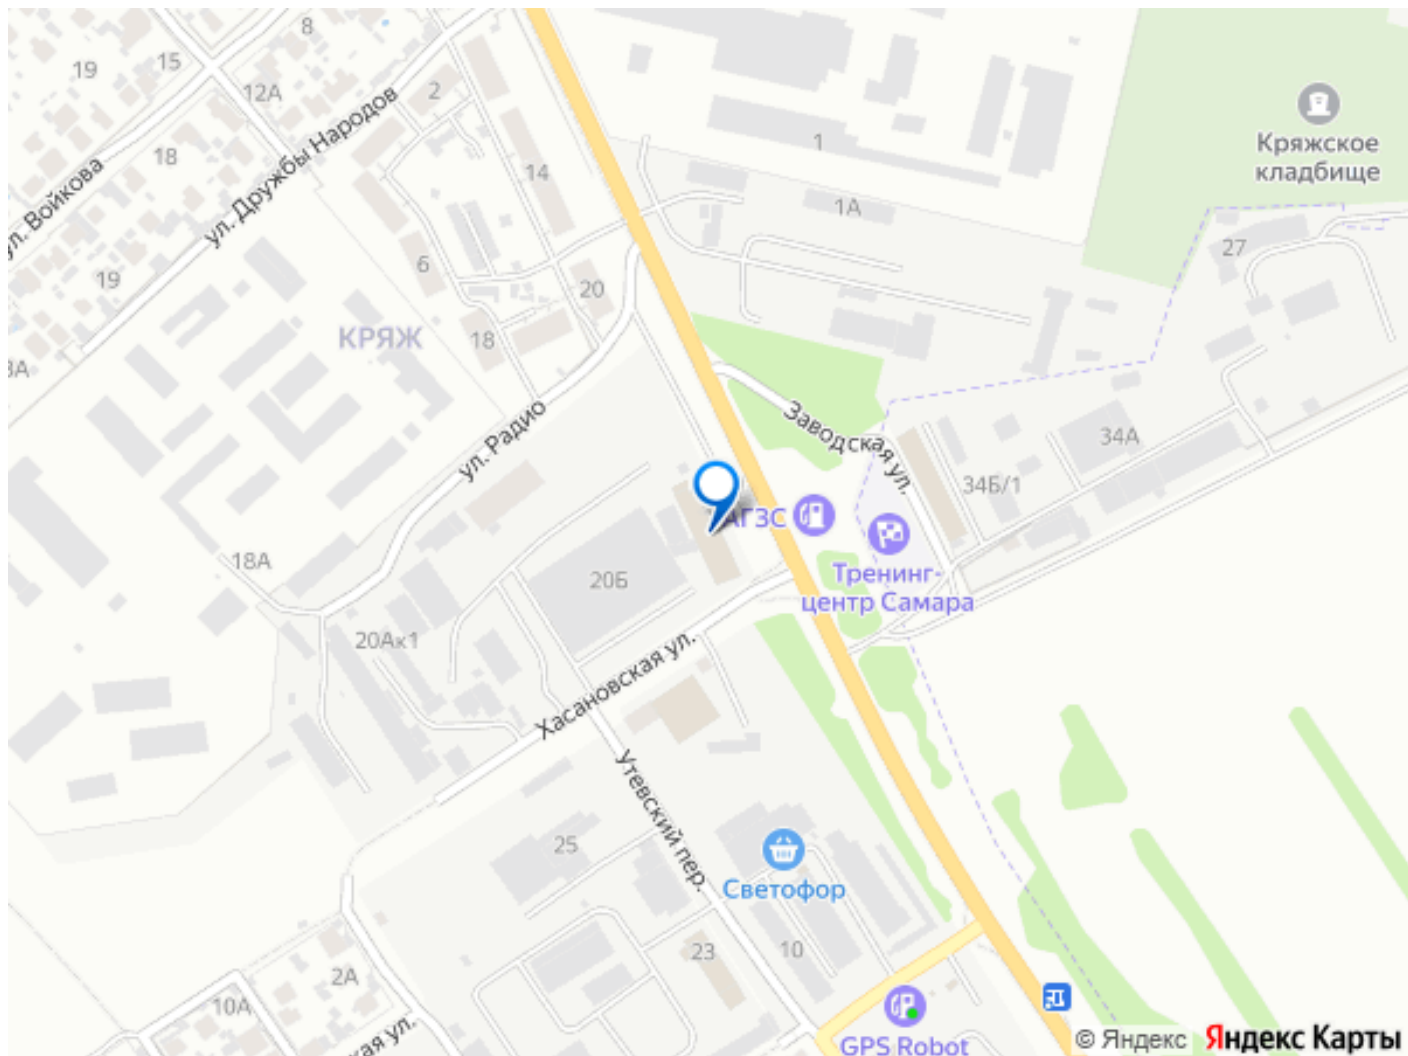 8
19
15
12А
2
18
ул. Войкова
ул. Дружбы Народов
14
1
1А
Кряжское
кладбище
27
19
6
20
КРЯЖ
18
3А
ул. Радио
Заводская ул.
34А
34Б/1
АГЗС
Тренинг-
центр Самара
18А
20Б
20Ак1
Хасановская ул.
Утевский пер.
25
Светофор
10
23
2А
10А
ская ул.
GPS Robot
© Яндекс Яндекс Карты